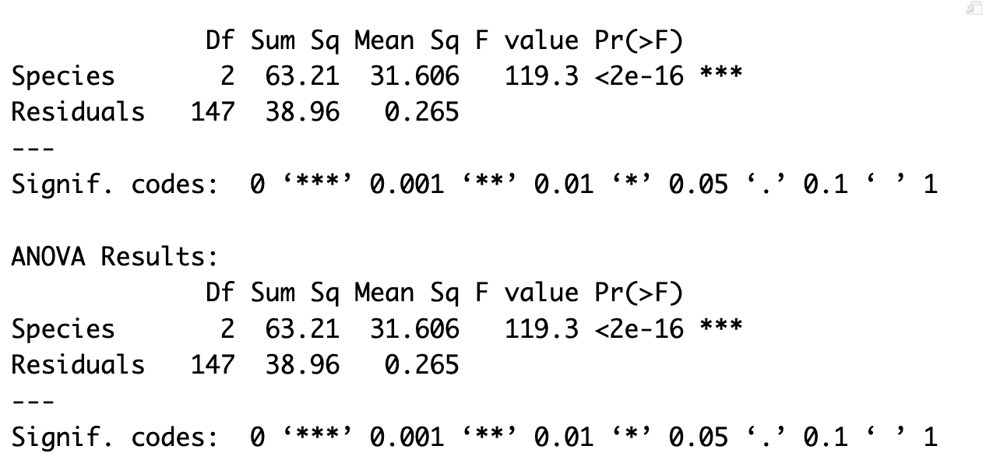 Df Sum Sq Mean Sq F value Pr(>F)
Species       2  63.21  31.606   119.3 <2e-16 ***
Residuals   147  38.96   0.265
---
Signif. codes:  0 ‘***’ 0.001 ‘**’ 0.01 ‘*’ 0.05 ‘.’ 0.1 ‘ ’ 1
ANOVA Results:
             Df Sum Sq Mean Sq F value Pr(>F)
Species       2  63.21  31.606   119.3 <2e-16 ***
Residuals   147  38.96   0.265
---
Signif. codes:  0 ‘***’ 0.001 ‘**’ 0.01 ‘*’ 0.05 ‘.’ 0.1 ‘ ’ 1